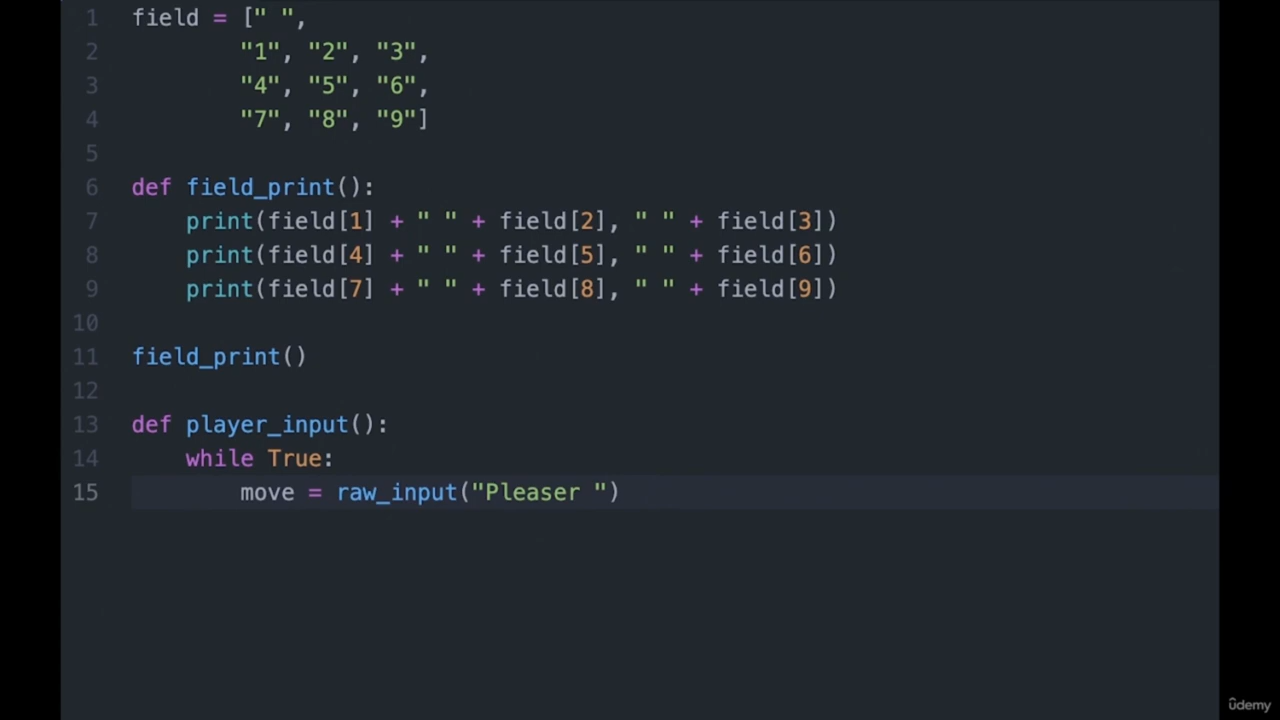 1 field = [" ",
2 "1", "2", "3",
3 "4", "5", "6",
4 "7", "8", "9"]
5
6 def field_print():
7 print(field[1] + " " + field[2], " " + field[3])
8 print(field[4] + " " + field[5], " " + field[6])
9 print(field[7] + " " + field[8], " " + field[9])
10
11 field_print()
12
13 def player_input():
14 while True:
15 move = raw_input("Pleaser ")
ûdemy